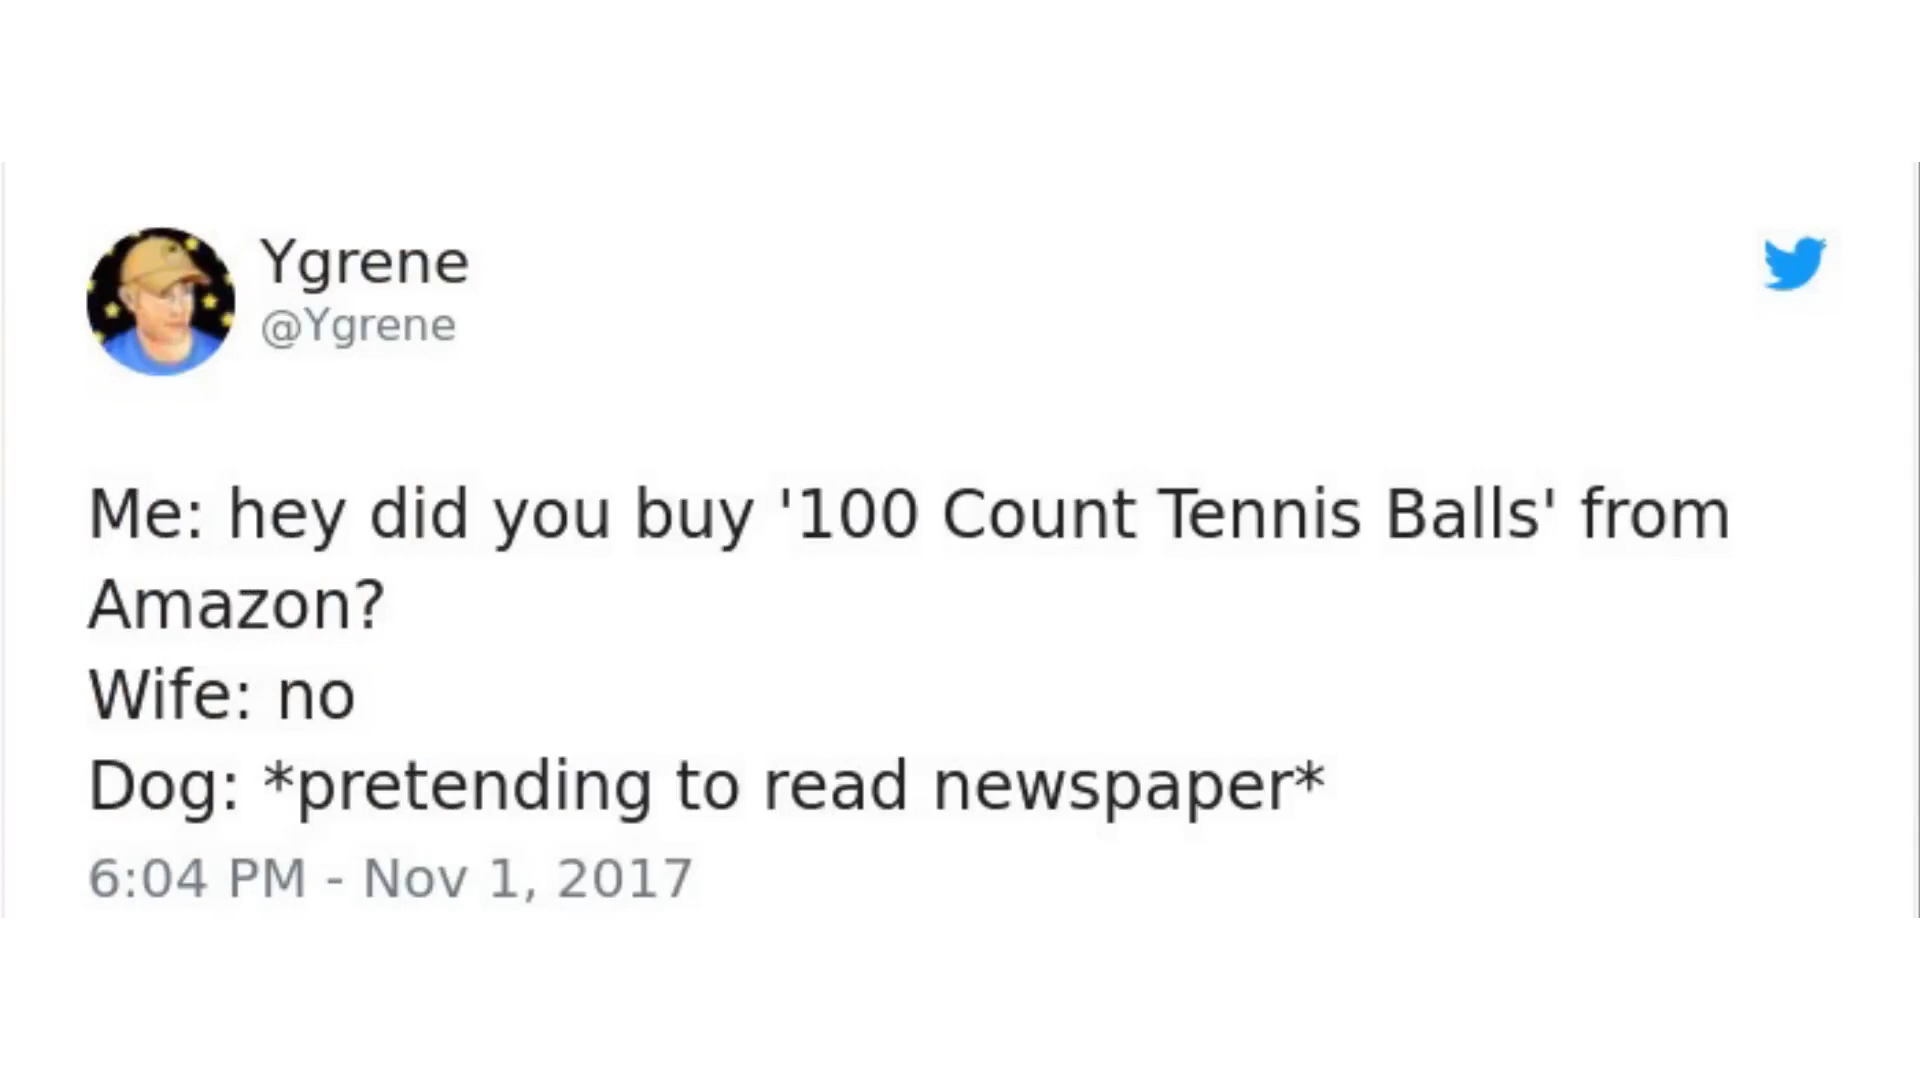 Ygrene
@Ygrene
Me: hey did you buy '100 Count Tennis Balls' from
Amazon?
Wife: no
Dog: *pretending to read newspaper*
6:04 PM - Nov 1, 2017